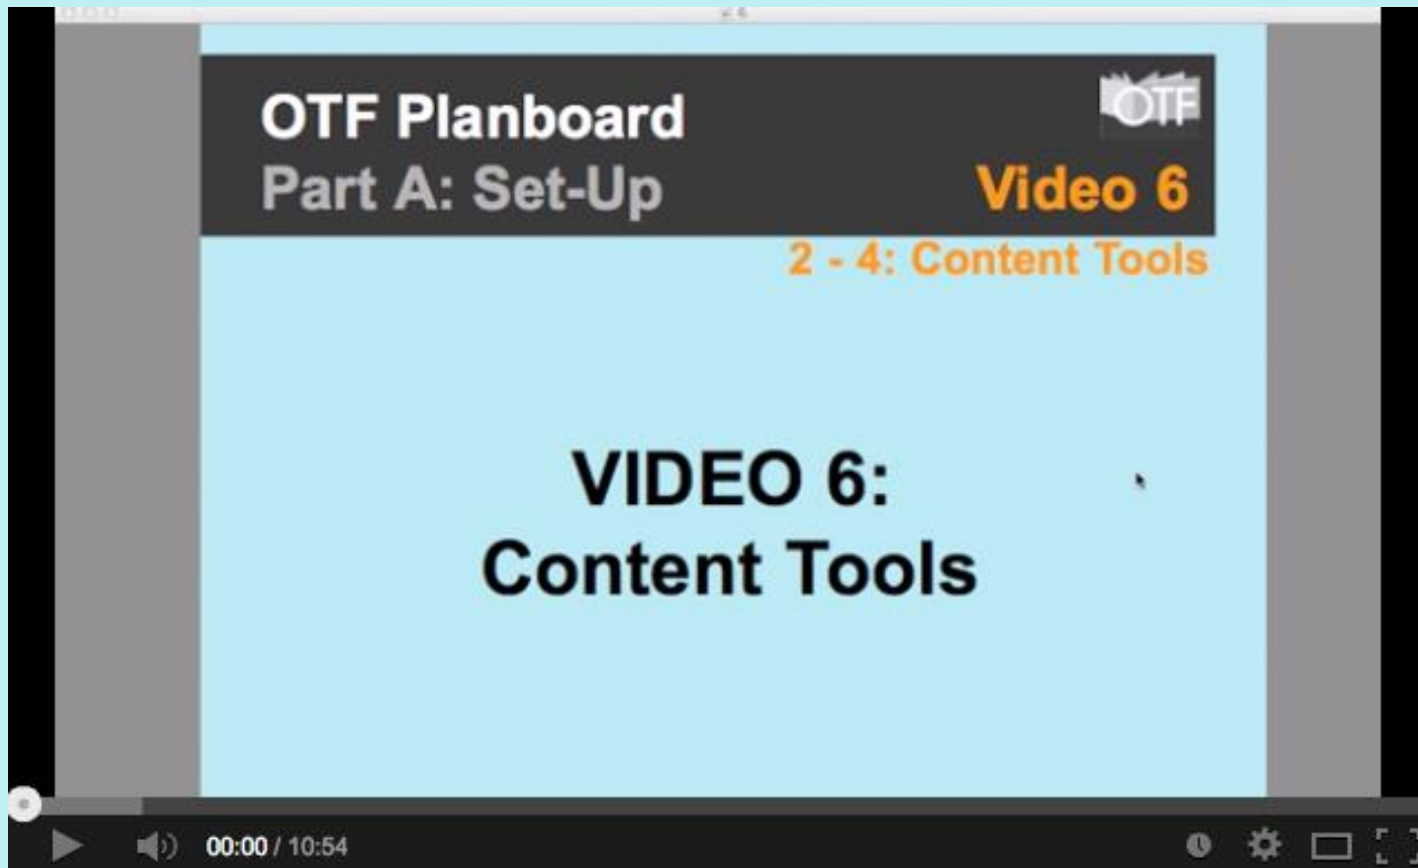 OTF Planboard
OTF
Part A: Set-Up
Video 6
2 - 4: Content Tools
VIDEO 6:
Content Tools
00:00 / 10:54